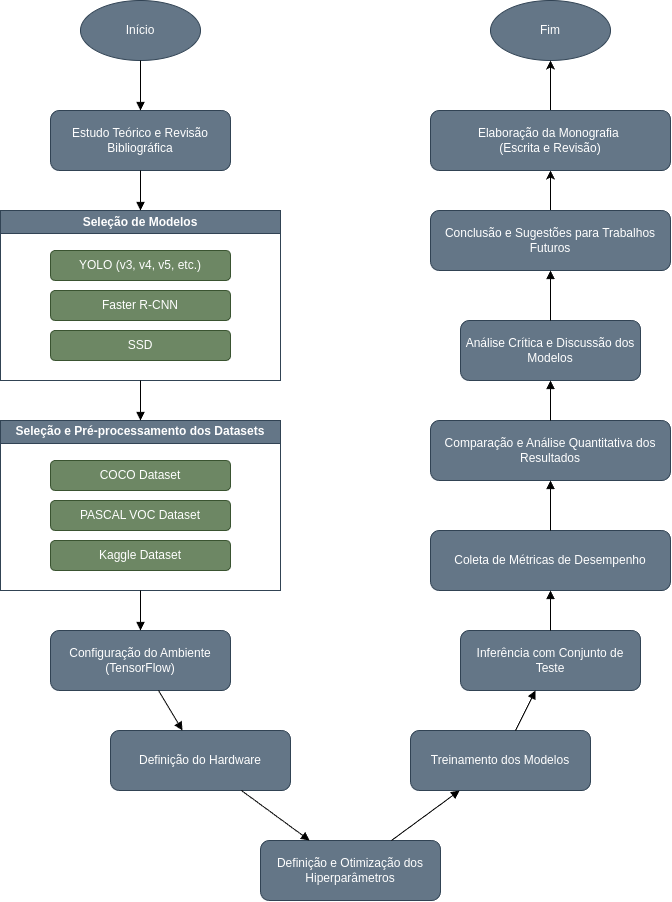 Início
Estudo Teórico e Revisão
Bibliográfica
Seleção de Modelos
YOLO (v3, v4, v5, etc.)
Faster R-CNN
SSD
Seleção e Pré-processamento dos Datasets
COCO Dataset
PASCAL VOC Dataset
Kaggle Dataset
Configuração do Ambiente
(TensorFlow)
Definição do Hardware
Definição e Otimização dos
Hiperparâmetros
Treinamento dos Modelos
Inferência com Conjunto de
Teste
Coleta de Métricas de Desempenho
Comparação e Análise Quantitativa dos
Resultados
Análise Crítica e Discussão dos
Modelos
Conclusão e Sugestões para Trabalhos
Futuros
Elaboração da Monografia
(Escrita e Revisão)
Fim